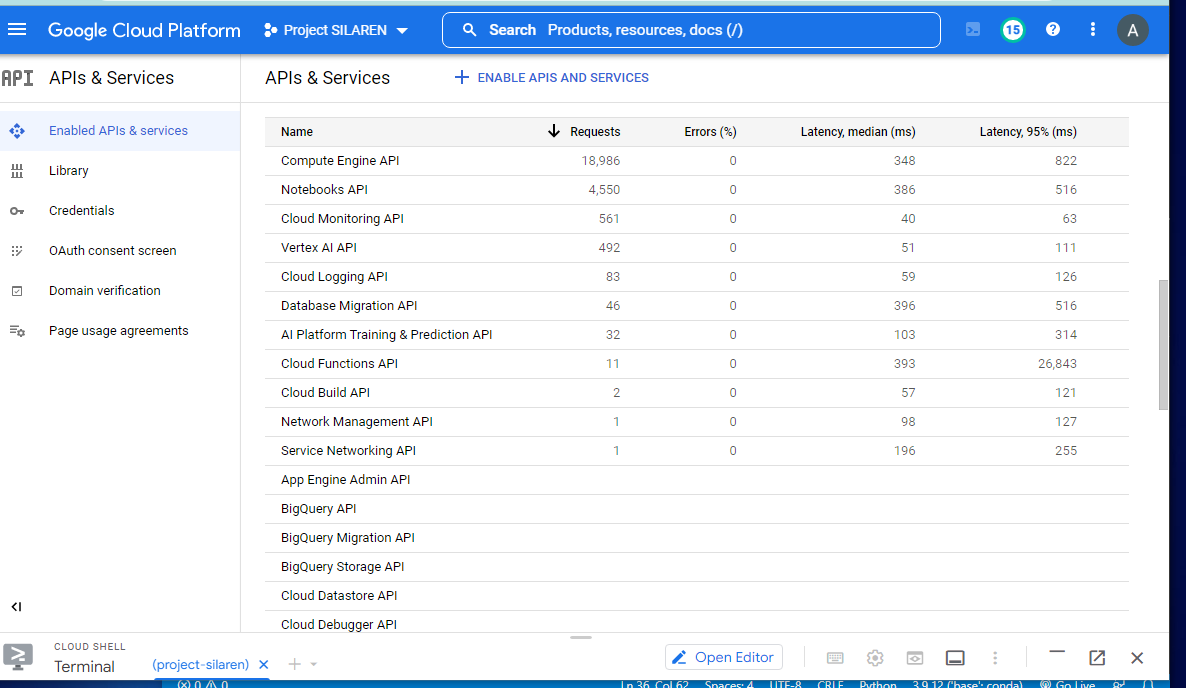 Google Cloud Platform Project SILAREN Search Products, resources, docs (/) 15 A
API APIs & Services
APIs & Services + ENABLE APIS AND SERVICES
Enabled APIs & services
Library
Credentials
OAuth consent screen
Domain verification
Page usage agreements
Name Requests Errors (%) Latency, median (ms) Latency, 95% (ms)
Compute Engine API 18,986 0 348 822
Notebooks API 4,550 0 386 516
Cloud Monitoring API 561 0 40 63
Vertex AI API 492 0 51 111
Cloud Logging API 83 0 59 126
Database Migration API 46 0 396 516
AI Platform Training & Prediction API 32 0 103 314
Cloud Functions API 11 0 393 26,843
Cloud Build API 2 0 57 121
Network Management API 1 0 98 127
Service Networking API 1 0 196 255
App Engine Admin API
BigQuery API
BigQuery Migration API
BigQuery Storage API
Cloud Datastore API
Cloud Debugger API
CLOUD SHELL
Terminal (project-silaren) Open Editor
0 0 Ln 36, Col 62 Spaces: 4 UTF-8 CRLF Python 3.9.12 ('base': conda) Go Live